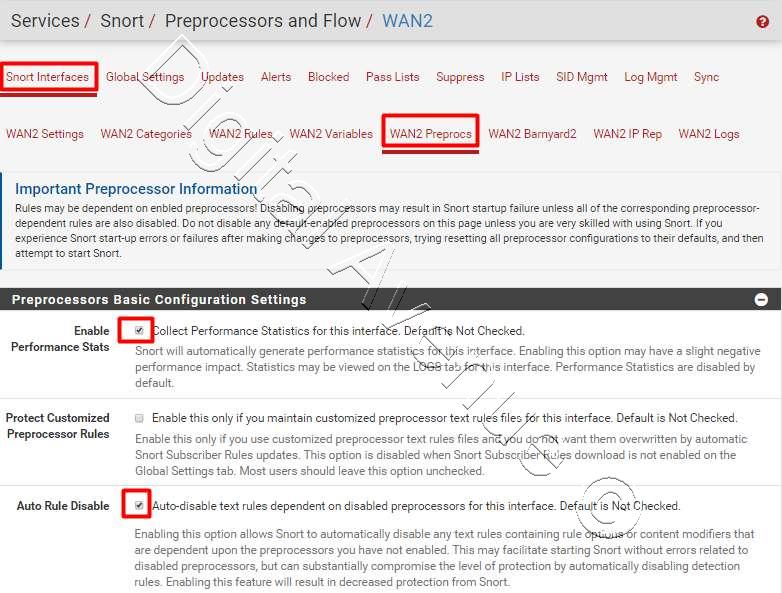 Services / Snort / Preprocessors and Flow / WAN2
Snort Interfaces Global Settings Updates Alerts Blocked Pass Lists Suppress IP Lists SID Mgmt Log Mgmt Sync
WAN2 Settings WAN2 Categories WAN2 Rules WAN2 Variables WAN2 Preprocs WAN2 Barnyard2 WAN2 IP Rep WAN2 Logs
Important Preprocessor Information
Rules may be dependent on enbled preprocessors! Disabling preprocessors may result in Snort startup failure unless all of the corresponding preprocessor-
dependent rules are also disabled. Do not disable any default-enabled preprocessors on this page unless you are very skilled with using Snort. If you
experience Snort start-up errors or failures after making changes to preprocessors, trying resetting all preprocessor configurations to their defaults, and then
attempt to start Snort.
Preprocessors Basic Configuration Settings
Enable
Performance Stats
Collect Performance Statistics for this interface. Default is Not Checked.
Snort will automatically generate performance statistics for this interface. Enabling this option may have a slight negative
performance impact. Statistics may be viewed on the LOGS tab for this interface. Performance Statistics are disabled by
default.
Protect Customized
Preprocessor Rules
Enable this only if you maintain customized preprocessor text rules files for this interface. Default is Not Checked.
Enable this only if you use customized preprocessor text rules files and you do not want them overwritten by automatic
Snort Subscriber Rules updates. This option is disabled when Snort Subscriber Rules download is not enabled on the
Global Settings tab. Most users should leave this option unchecked.
Auto Rule Disable
Auto-disable text rules dependent on disabled preprocessors for this interface. Default is Not Checked.
Enabling this option allows Snort to automatically disable any text rules containing rule options or content modifiers that
are dependent upon the preprocessors you have not enabled. This may facilitate starting Snort without errors related to
disabled preprocessors, but can substantially compromise the level of protection by automatically disabling detection
rules. Enabling this feature will result in decreased protection from Snort.